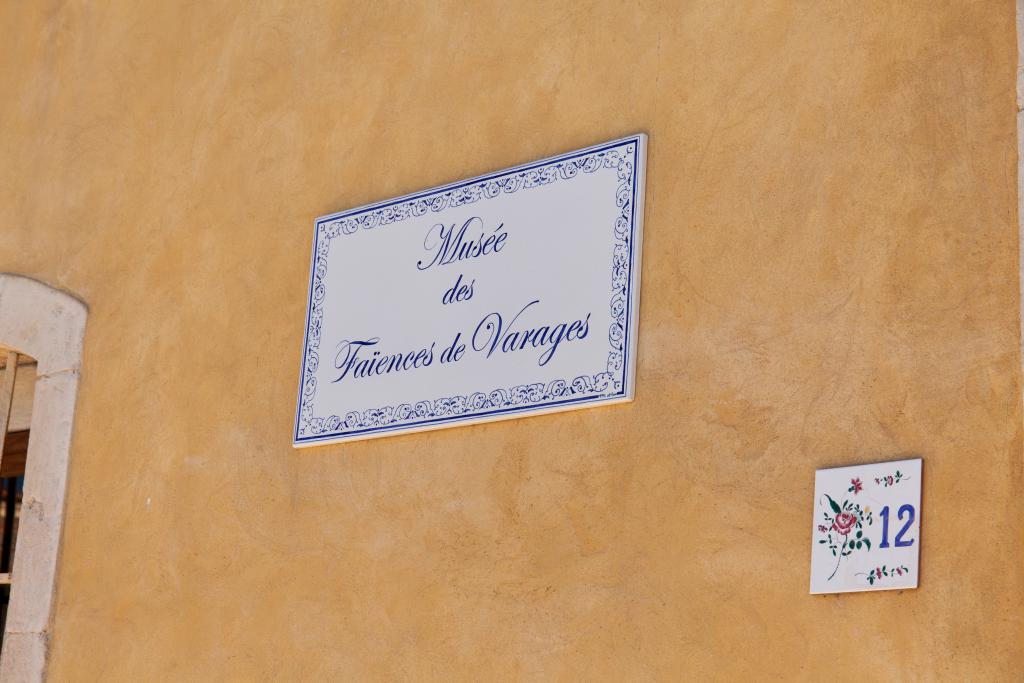 Musée
des
Faïences de Varages
12